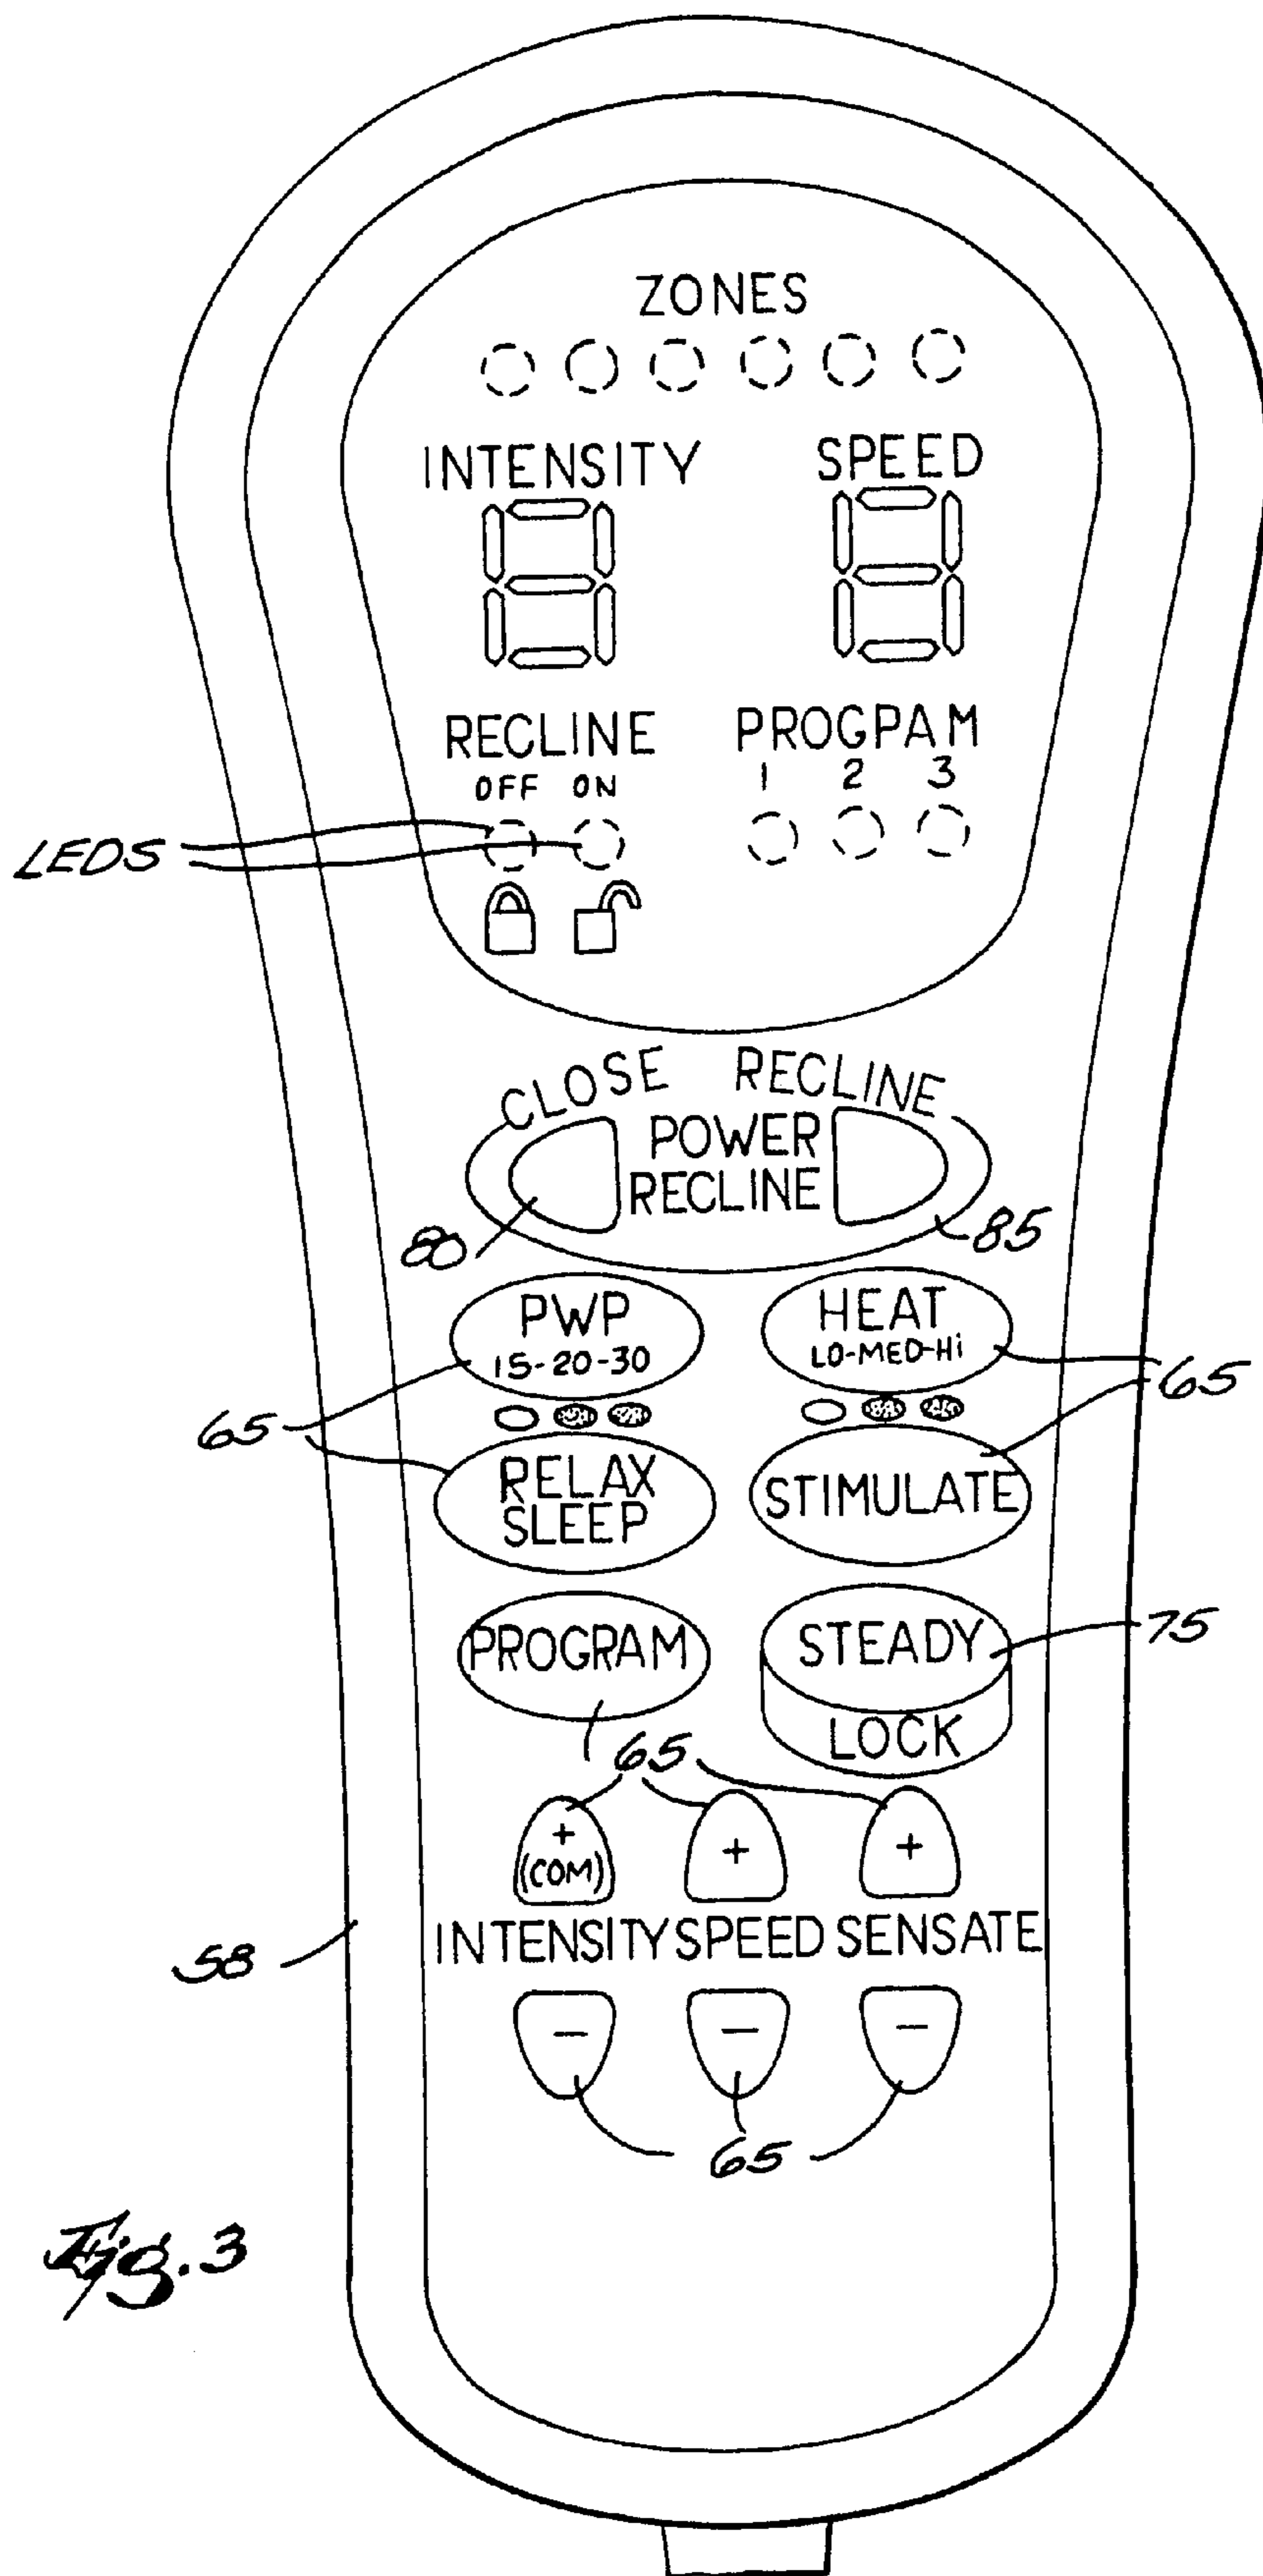 ZONES
INTENSITY SPEED
RECLINE PROGPAM
OFF ON 1 2 3
LEDS
CLOSE RECLINE
POWER
RECLINE
80 85
PWP HEAT
15-20-30 LO-MED-Hi
65 65
RELAX
SLEEP
STIMULATE
PROGRAM STEADY 75
LOCK
65
+ + +
(COM)
INTENSITY SPEED SENSATE
58
- - -
65
Fig. 3